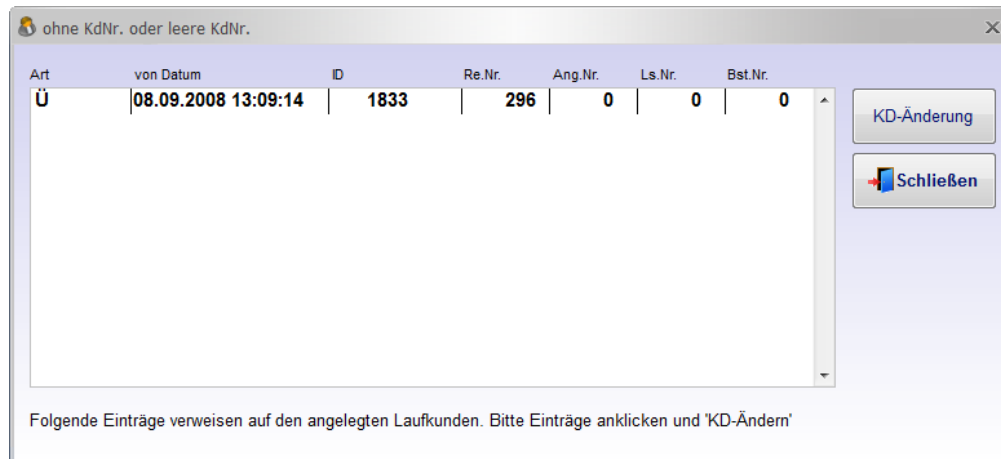 ohne KdNr. oder leere KdNr.
Art von Datum ID Re.Nr. Ang.Nr. Ls.Nr. Bst.Nr.
Ü 08.09.2008 13:09:14 1833 296 0 0 0
KD-Änderung
Schließen
Folgende Einträge verweisen auf den angelegten Laufkunden. Bitte Einträge anklicken und 'KD-Ändern'